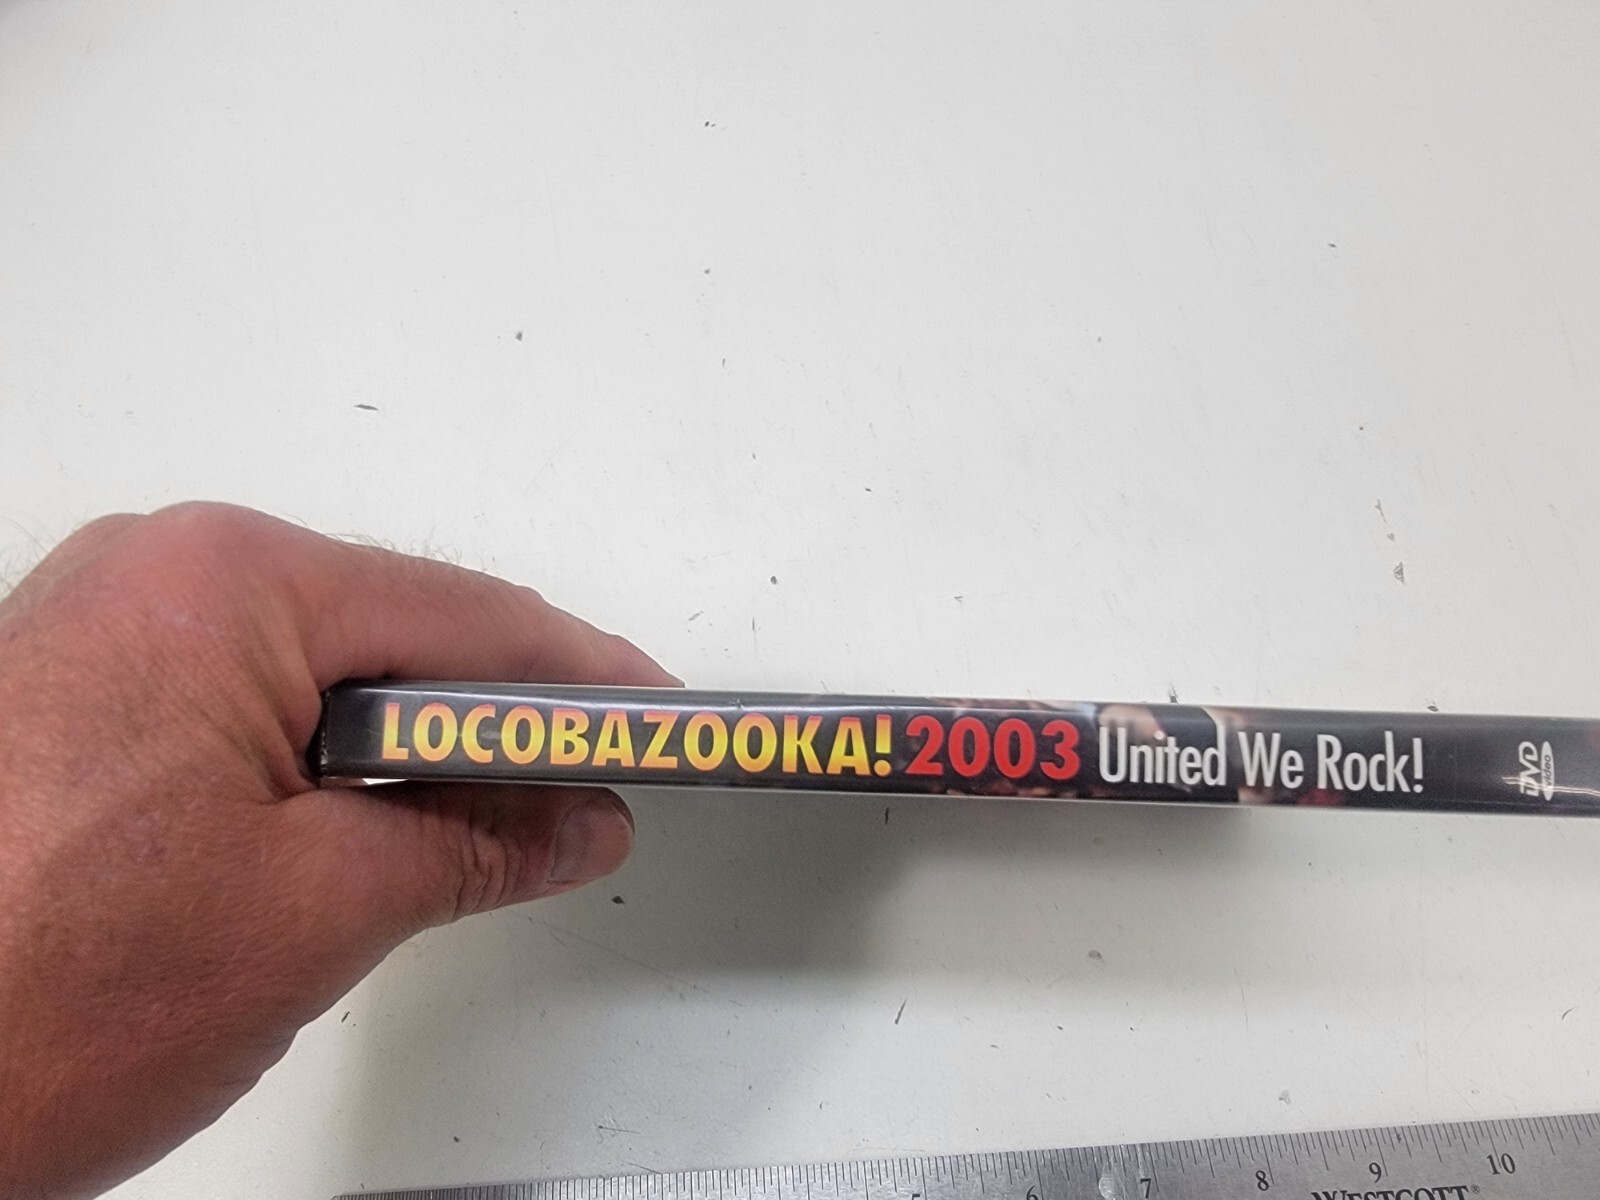 LOCOBAZOOKA! 2003 United We Rock!
DVD
video
5 6 7 8 9 10
WESTCOTT®